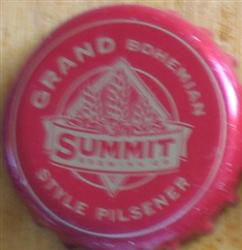 GRAND BOHEMIAN
SUMMIT
BREWING CO
STYLE PILSENER